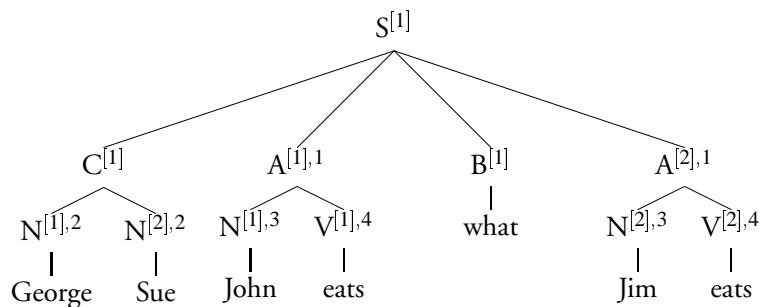 S[1]
C[1] A[1],1 B[1] A[2],1
N[1],2 N[2],2 N[1],3 V[1],4 what N[2],3 V[2],4
George Sue John eats Jim eats